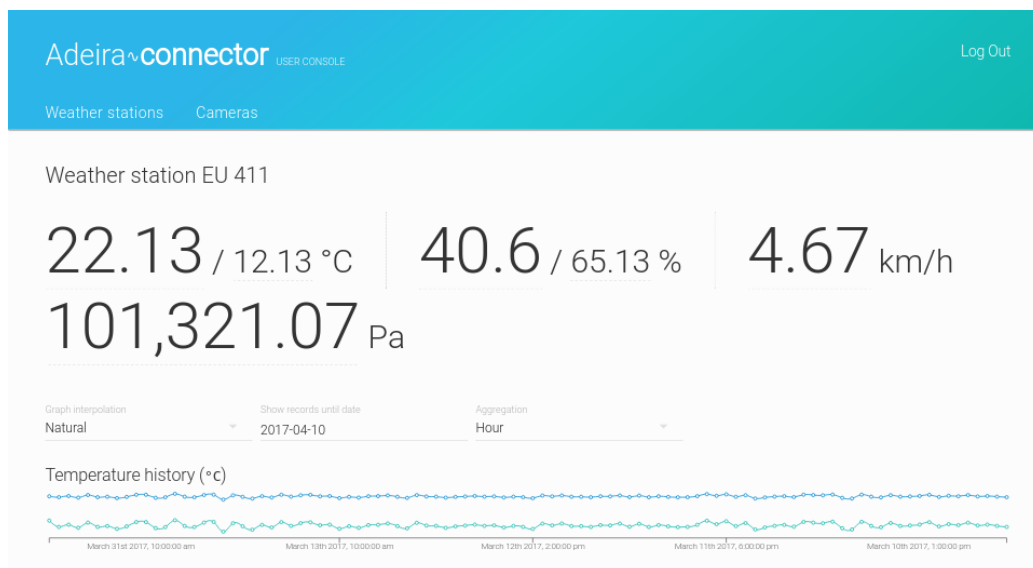 Adeira~connector USER CONSOLE
Log Out
Weather stations Cameras
Weather station EU 411
22.13 / 12.13 °C 40.6 / 65.13 % 4.67 km/h
101,321.07 Pa
Graph interpolation Show records until date Aggregation
Natural 2017-04-10 Hour
Temperature history (°C)
March 31st 2017, 10:00:00 am March 13th 2017, 10:00:00 am March 12th 2017, 2:00:00 pm March 11th 2017, 6:00:00 pm March 10th 2017, 1:00:00 pm